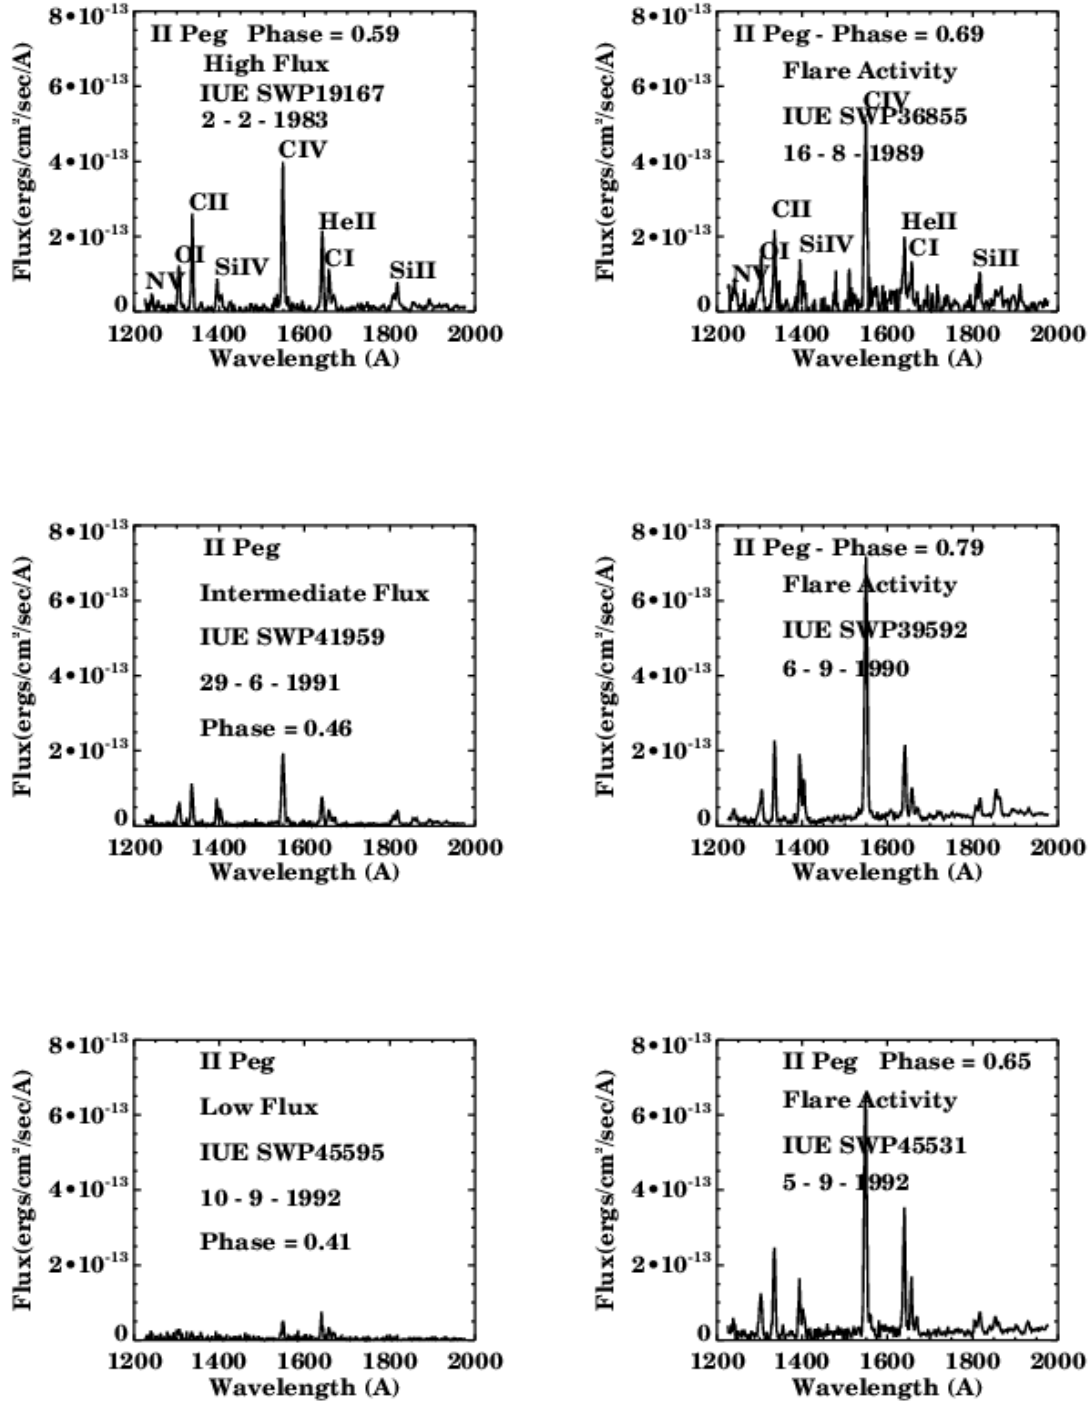 8•10⁻¹³
6•10⁻¹³
4•10⁻¹³
2•10⁻¹³
0
Flux(ergs/cm²/sec/A)
II Peg Phase = 0.59
High Flux
IUE SWP19167
2 - 2 - 1983
CIV
CII
HeII
OI
CI
NV
SiIV
SiII
1200 1400 1600 1800 2000
Wavelength (A)
8•10⁻¹³
6•10⁻¹³
4•10⁻¹³
2•10⁻¹³
0
Flux(ergs/cm²/sec/A)
II Peg - Phase = 0.69
Flare Activity
CIV
IUE SWP36855
16 - 8 - 1989
CII
HeII
OI
SiIV
CI
NV
SiII
1200 1400 1600 1800 2000
Wavelength (A)
8•10⁻¹³
6•10⁻¹³
4•10⁻¹³
2•10⁻¹³
0
Flux(ergs/cm²/sec/A)
II Peg
Intermediate Flux
IUE SWP41959
29 - 6 - 1991
Phase = 0.46
1200 1400 1600 1800 2000
Wavelength (A)
8•10⁻¹³
6•10⁻¹³
4•10⁻¹³
2•10⁻¹³
0
Flux(ergs/cm²/sec/A)
II Peg - Phase = 0.79
Flare Activity
IUE SWP39592
6 - 9 - 1990
1200 1400 1600 1800 2000
Wavelength (A)
8•10⁻¹³
6•10⁻¹³
4•10⁻¹³
2•10⁻¹³
0
Flux(ergs/cm²/sec/A)
II Peg
Low Flux
IUE SWP45595
10 - 9 - 1992
Phase = 0.41
1200 1400 1600 1800 2000
Wavelength (A)
8•10⁻¹³
6•10⁻¹³
4•10⁻¹³
2•10⁻¹³
0
Flux(ergs/cm²/sec/A)
II Peg Phase = 0.65
Flare Activity
IUE SWP45531
5 - 9 - 1992
1200 1400 1600 1800 2000
Wavelength (A)